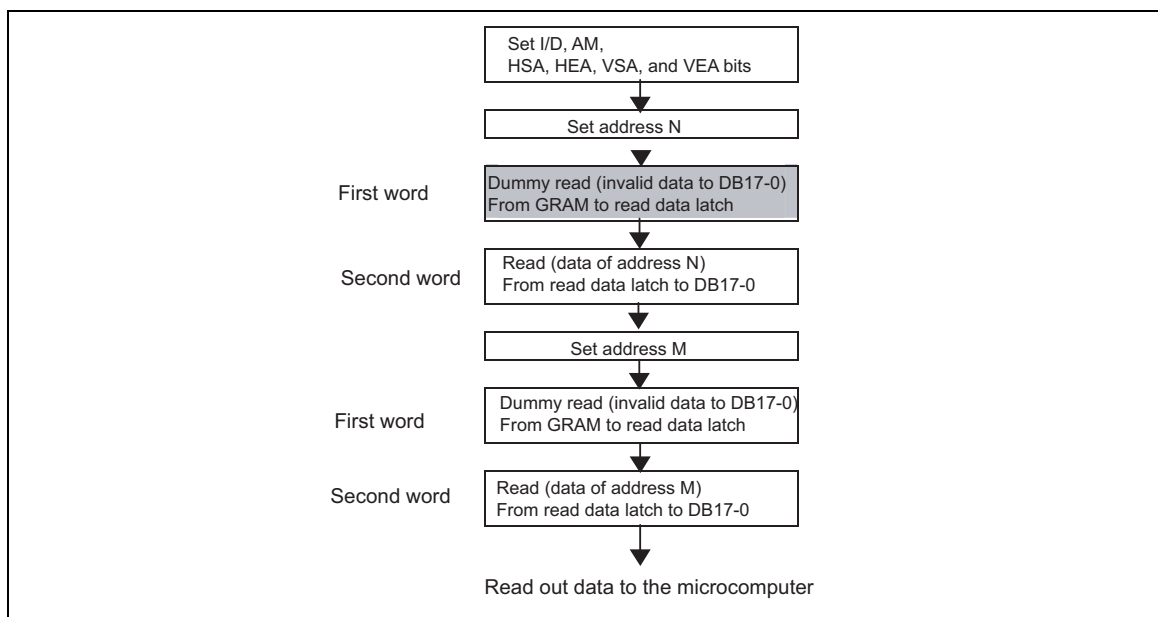 Set I/D, AM,
HSA, HEA, VSA, and VEA bits
Set address N
First word
Dummy read (invalid data to DB17-0)
From GRAM to read data latch
Second word
Read (data of address N)
From read data latch to DB17-0
Set address M
First word
Dummy read (invalid data to DB17-0)
From GRAM to read data latch
Second word
Read (data of address M)
From read data latch to DB17-0
Read out data to the microcomputer